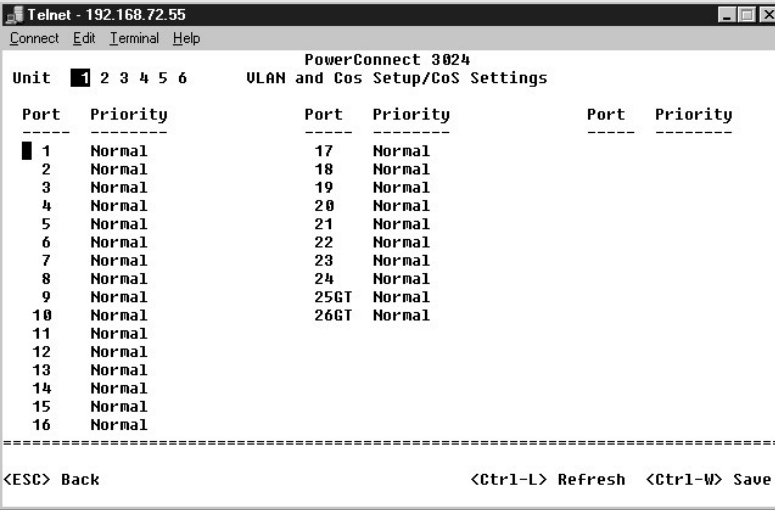 Telnet - 192.168.72.55
Connect Edit Terminal Help
PowerConnect 3024
Unit 1 2 3 4 5 6 VLAN and Cos Setup/CoS Settings
Port Priority Port Priority Port Priority
----- -------- ----- -------- ----- --------
1 Normal 17 Normal
2 Normal 18 Normal
3 Normal 19 Normal
4 Normal 20 Normal
5 Normal 21 Normal
6 Normal 22 Normal
7 Normal 23 Normal
8 Normal 24 Normal
9 Normal 25GT Normal
10 Normal 26GT Normal
11 Normal
12 Normal
13 Normal
14 Normal
15 Normal
16 Normal
================================================================================
<ESC> Back <Ctrl-L> Refresh <Ctrl-W> Save